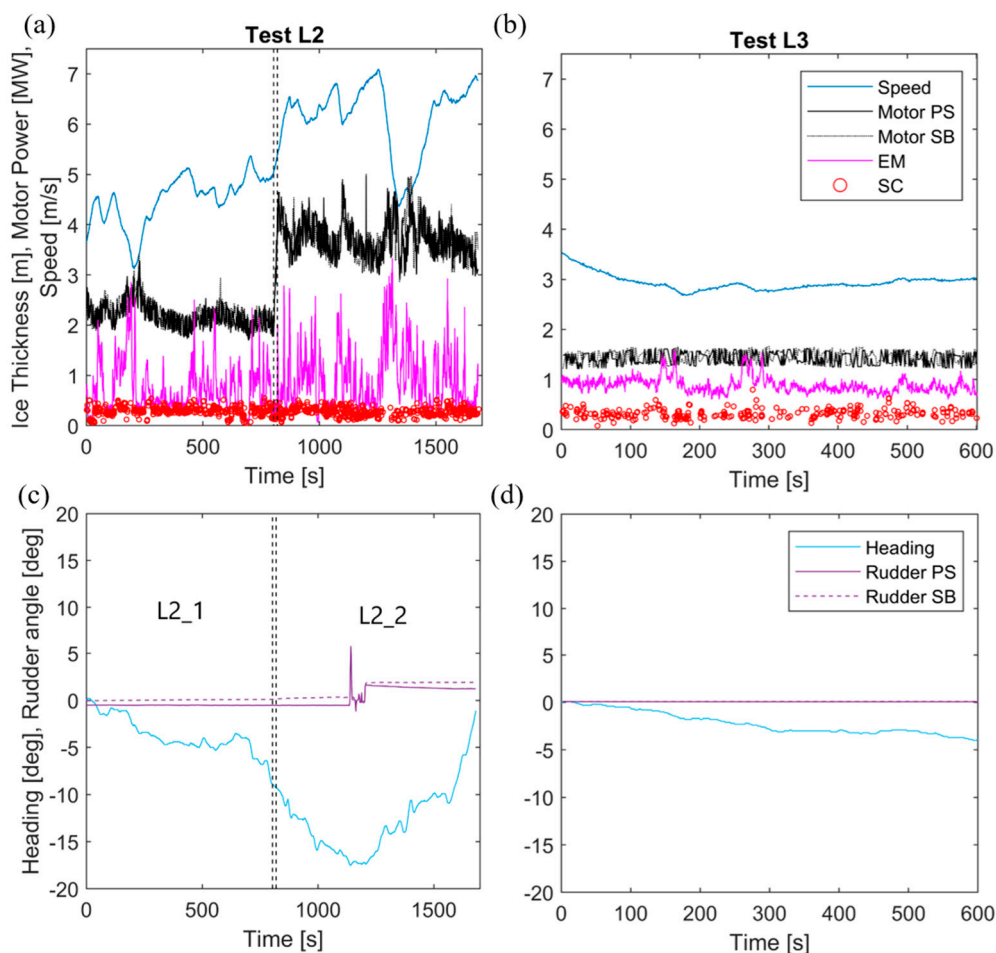 (a)
Test L2
Ice Thickness [m], Motor Power [MW],
Speed [m/s]
7
6
5
4
3
2
1
0
0 500 1000 1500
Time [s]
(b)
Test L3
Speed
Motor PS
Motor SB
EM
SC
7
6
5
4
3
2
1
0
0 100 200 300 400 500 600
Time [s]
(c)
Heading [deg], Rudder angle [deg]
20
15
10
5
0
-5
-10
-15
-20
L2_1
L2_2
0 500 1000 1500
Time [s]
(d)
Heading
Rudder PS
Rudder SB
20
15
10
5
0
-5
-10
-15
-20
0 100 200 300 400 500 600
Time [s]